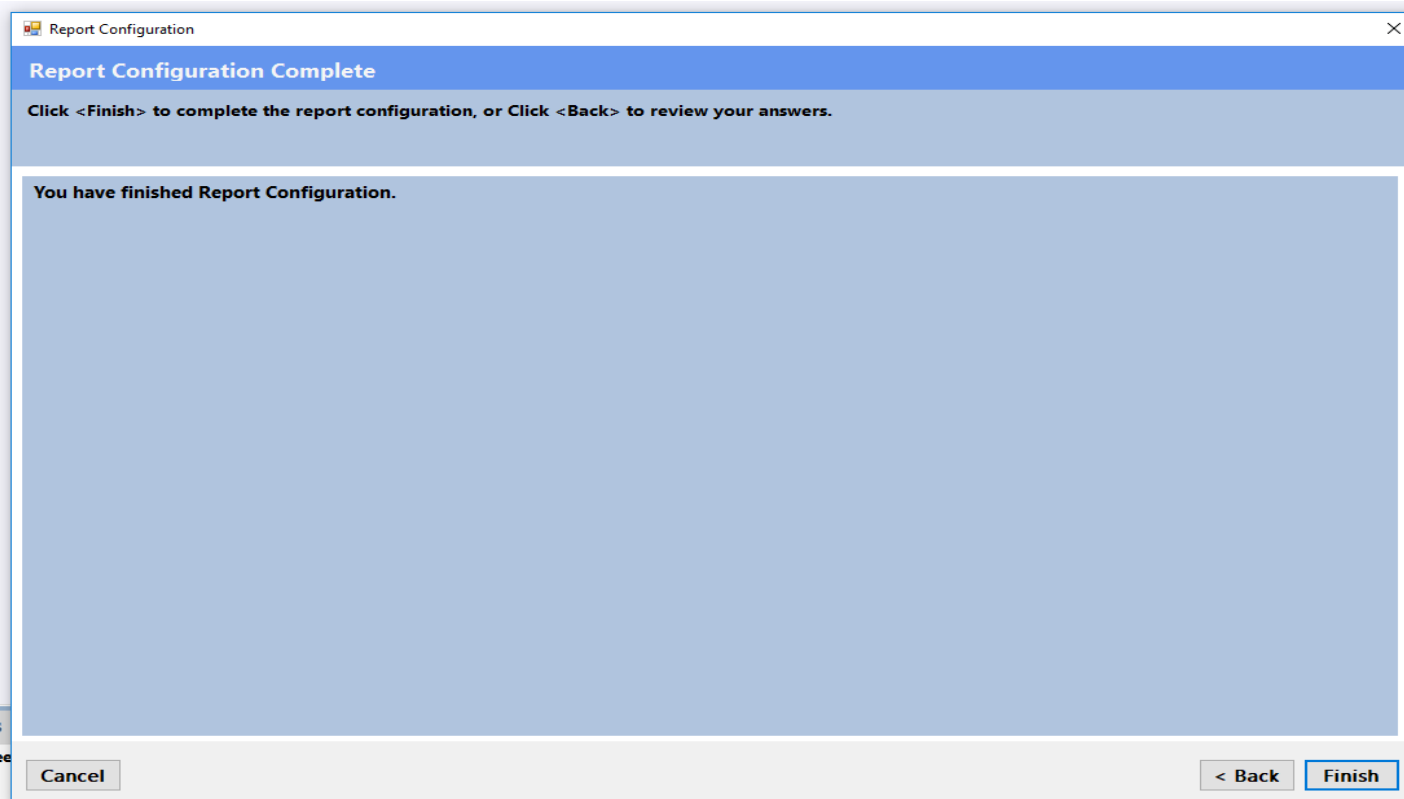 Report Configuration
Report Configuration Complete
Click <Finish> to complete the report configuration, or Click <Back> to review your answers.
You have finished Report Configuration.
Cancel
< Back
Finish